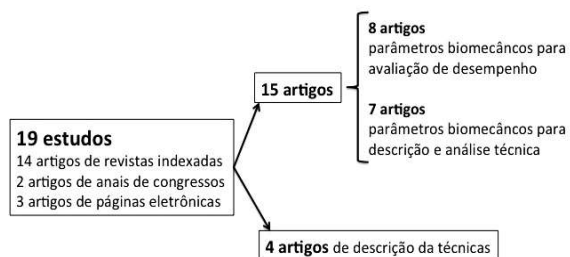 19 estudos
14 artigos de revistas indexadas
2 artigos de anais de congressos
3 artigos de páginas eletrônicas
15 artigos
8 artigos
parâmetros biomecâncos para
avaliação de desempenho
7 artigos
parâmetros biomecâncos para
descrição e análise técnica
4 artigos de descrição da técnicas